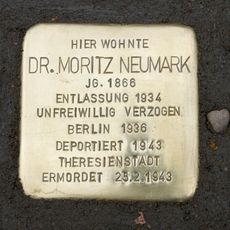 HIER WOHNTE
DR. MORITZ NEUMARK
JG. 1866
ENTLASSUNG 1934
UNFREIWILLIG VERZOGEN
BERLIN 1936
DEPORTIERT 1943
THERESIENSTADT
ERMORDET 25.2.1943